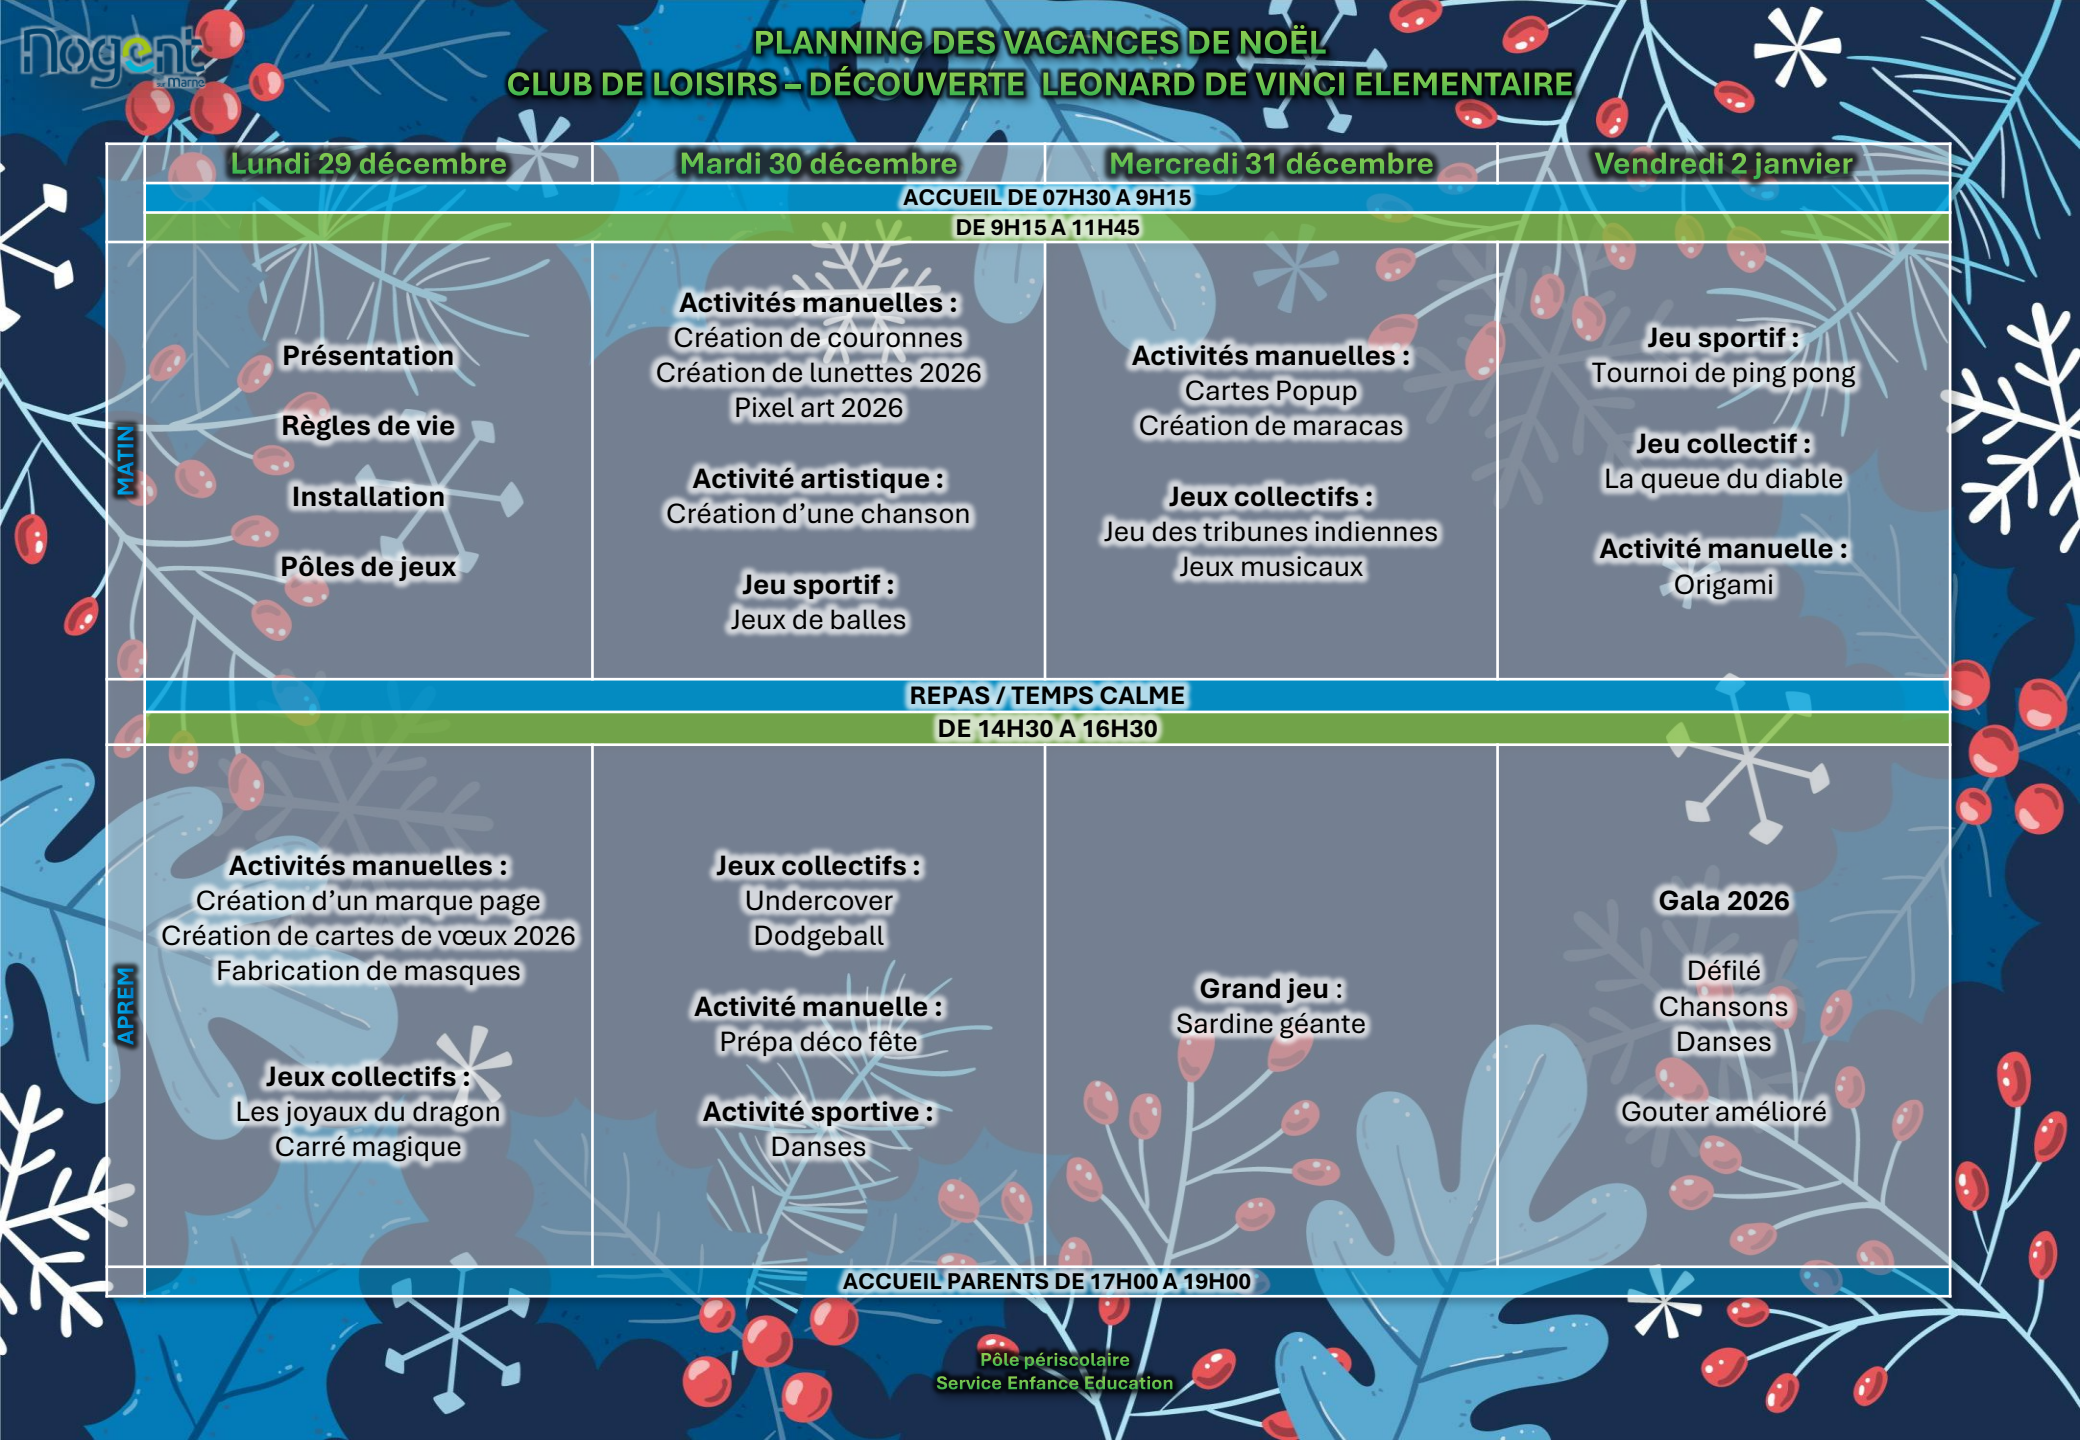 Nogent
sur Marne
PLANNING DES VACANCES DE NOËL
CLUB DE LOISIRS – DÉCOUVERTE LEONARD DE VINCI ELEMENTAIRE
Lundi 29 décembre
Mardi 30 décembre
Mercredi 31 décembre
Vendredi 2 janvier
ACCUEIL DE 07H30 A 9H15
DE 9H15 A 11H45
MATIN
Présentation
Règles de vie
Installation
Pôles de jeux
Activités manuelles :
Création de couronnes
Création de lunettes 2026
Pixel art 2026
Activité artistique :
Création d’une chanson
Jeu sportif :
Jeux de balles
Activités manuelles :
Cartes Popup
Création de maracas
Jeux collectifs :
Jeu des tribunes indiennes
Jeux musicaux
Jeu sportif :
Tournoi de ping pong
Jeu collectif :
La queue du diable
Activité manuelle :
Origami
REPAS / TEMPS CALME
DE 14H30 A 16H30
APREM
Activités manuelles :
Création d’un marque page
Création de cartes de vœux 2026
Fabrication de masques
Jeux collectifs :
Les joyaux du dragon
Carré magique
Jeux collectifs :
Undercover
Dodgeball
Activité manuelle :
Prépa déco fête
Activité sportive :
Danses
Grand jeu :
Sardine géante
Gala 2026
Défilé
Chansons
Danses
Gouter amélioré
ACCUEIL PARENTS DE 17H00 A 19H00
Pôle périscolaire
Service Enfance Education